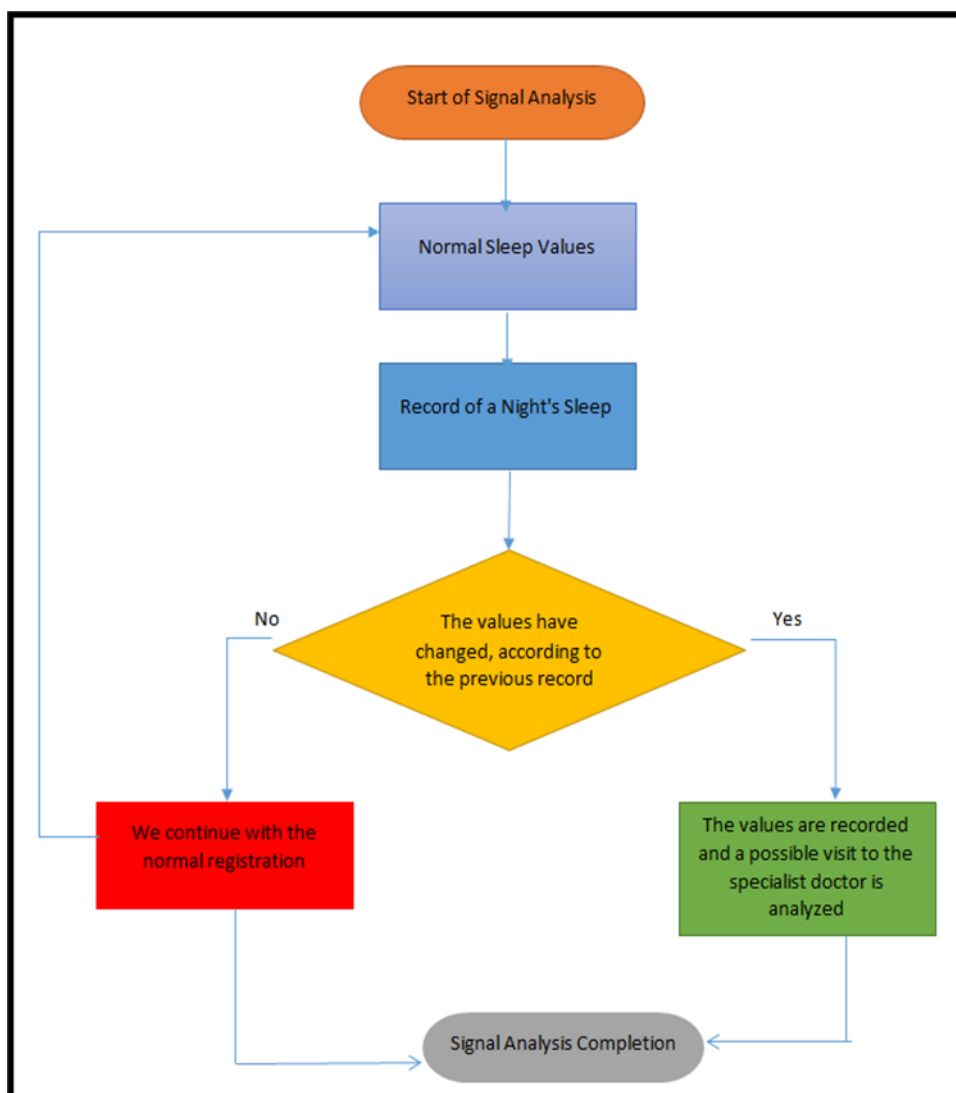 Start of Signal Analysis
Normal Sleep Values
Record of a Night's Sleep
No
Yes
The values have
changed, according to
the previous record
We continue with the
normal registration
The values are recorded
and a possible visit to the
specialist doctor is
analyzed
Signal Analysis Completion